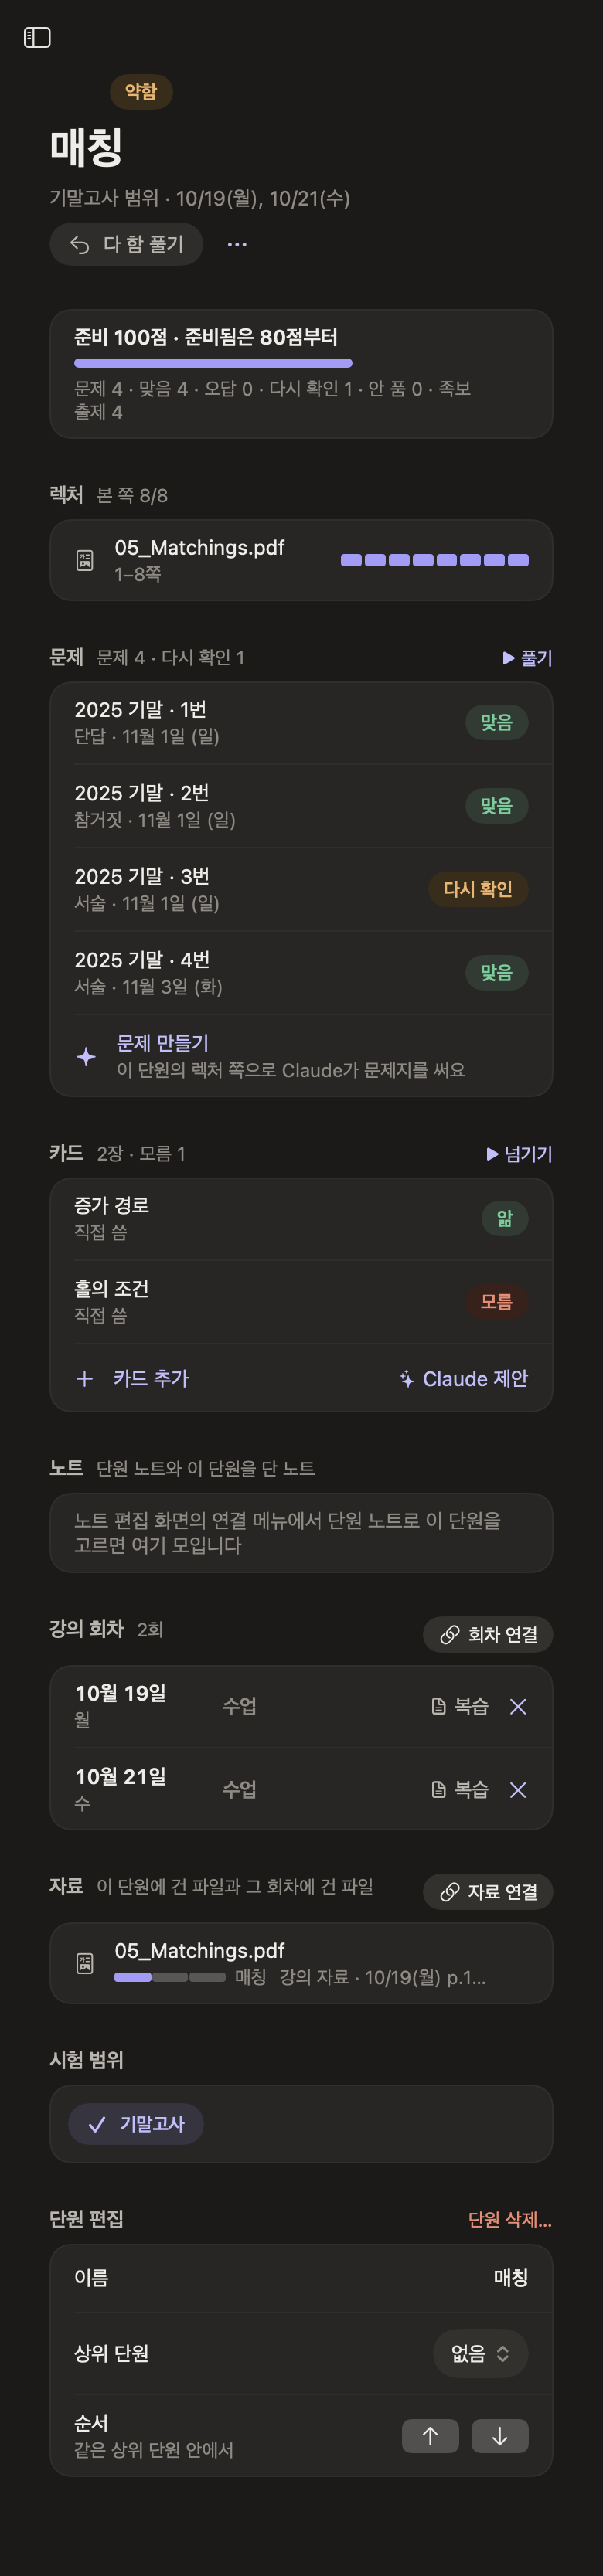 약함
매칭
기말고사 범위 · 10/19(월), 10/21(수)
다 함 풀기
준비 100점 · 준비됨은 80점부터
문제 4 · 맞음 4 · 오답 0 · 다시 확인 1 · 안 품 0 · 족보
출제 4
렉처 본 쪽 8/8
05_Matchings.pdf
1–8쪽
문제 문제 4 · 다시 확인 1 풀기
2025 기말 · 1번
단답 · 11월 1일 (일)
맞음
2025 기말 · 2번
참거짓 · 11월 1일 (일)
맞음
2025 기말 · 3번
서술 · 11월 1일 (일)
다시 확인
2025 기말 · 4번
서술 · 11월 3일 (화)
맞음
문제 만들기
이 단원의 렉처 쪽으로 Claude가 문제지를 써요
카드 2장 · 모름 1 넘기기
증가 경로
직접 씀
앎
홀의 조건
직접 씀
모름
카드 추가 Claude 제안
노트 단원 노트와 이 단원을 단 노트
노트 편집 화면의 연결 메뉴에서 단원 노트로 이 단원을
고르면 여기 모입니다
강의 회차 2회 회차 연결
10월 19일
월
수업 복습
10월 21일
수
수업 복습
자료 이 단원에 건 파일과 그 회차에 건 파일 자료 연결
05_Matchings.pdf
매칭 강의 자료 · 10/19(월) p.1...
시험 범위
기말고사
단원 편집 단원 삭제...
이름 매칭
상위 단원 없음
순서
같은 상위 단원 안에서